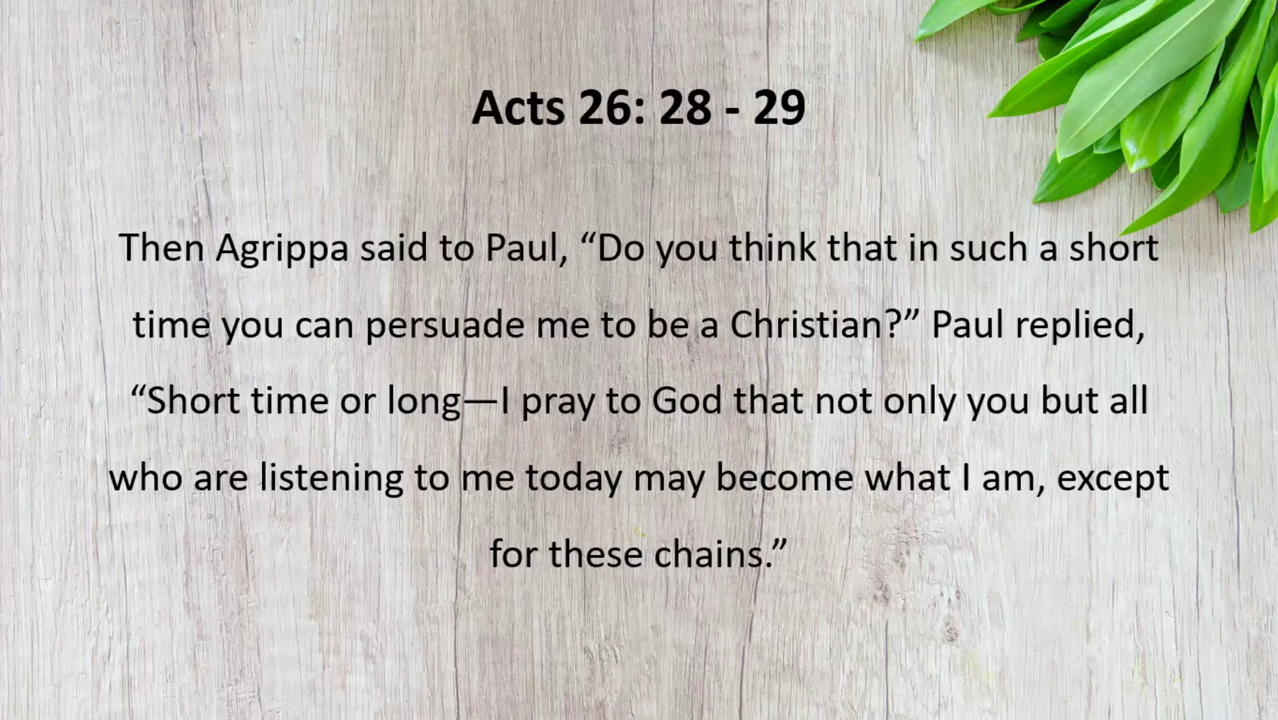 Acts 26: 28 - 29
Then Agrippa said to Paul, “Do you think that in such a short
time you can persuade me to be a Christian?” Paul replied,
“Short time or long—I pray to God that not only you but all
who are listening to me today may become what I am, except
for these chains.”